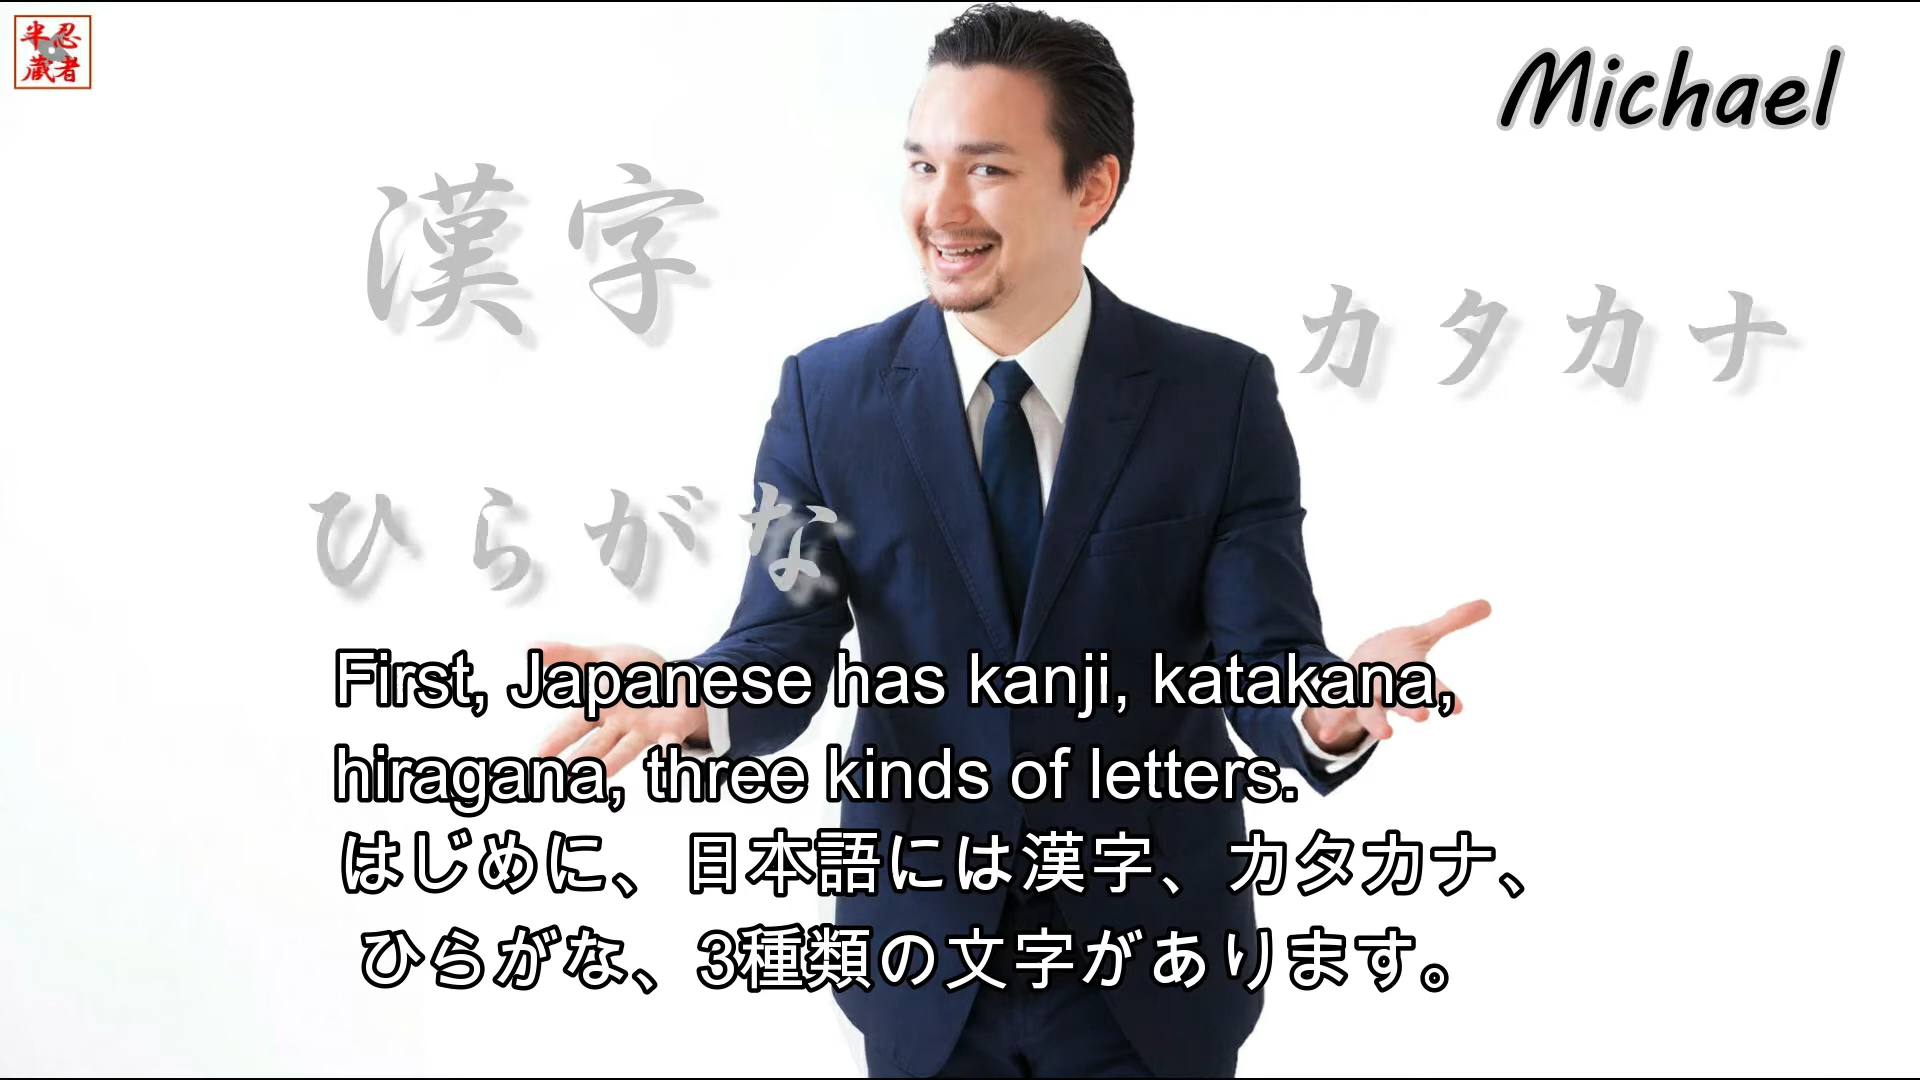 忍者
半蔵
Michael
漢字
カタカナ
ひらがな
First, Japanese has kanji, katakana,
hiragana, three kinds of letters.
はじめに、日本語には漢字、カタカナ、
ひらがな、3種類の文字があります。